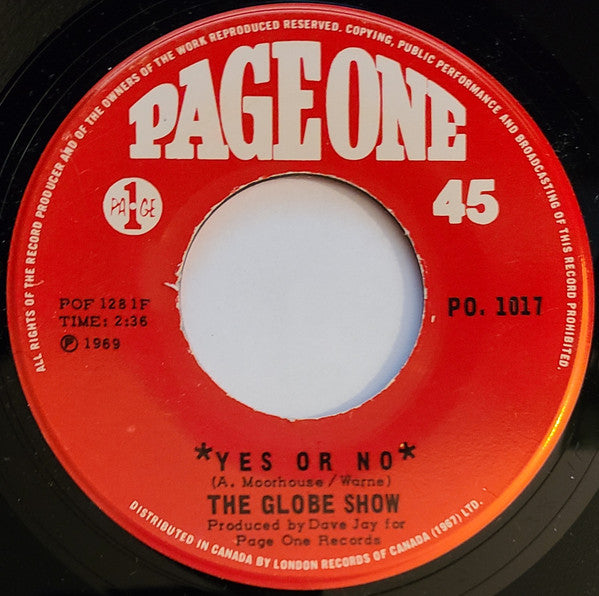 ALL RIGHTS OF THE RECORD PRODUCER AND OF THE OWNERS OF THE WORK REPRODUCED RESERVED. COPYING, PUBLIC PERFORMANCE AND BROADCASTING OF THIS RECORD PROHIBITED.
PAGE ONE
1
PA GE
45
POF 1281F
TIME: 2:36
Ⓟ 1969
PO. 1017
*YES OR NO*
(A. Moorhouse/Warne)
THE GLOBE SHOW
Produced by Dave Jay for
Page One Records
DISTRIBUTED IN CANADA BY LONDON RECORDS OF CANADA (1967) LTD.